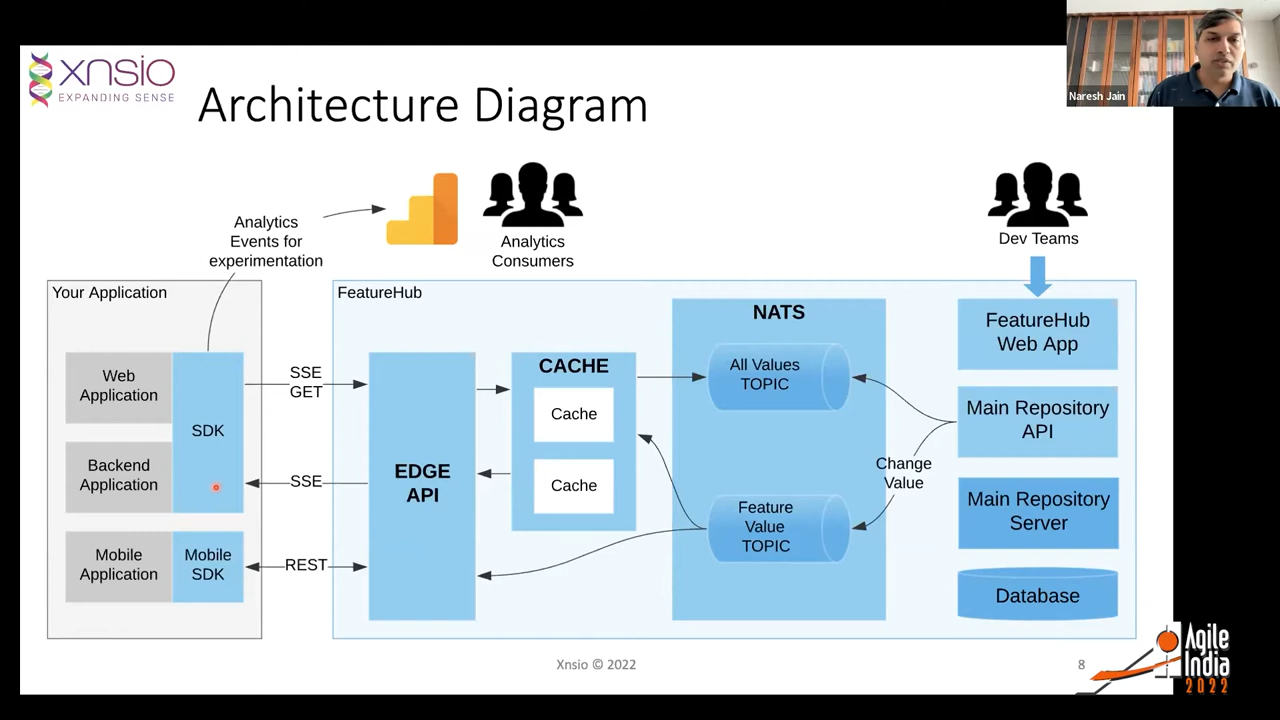 xnsio
EXPANDING SENSE
Architecture Diagram
Naresh Jain
Analytics
Events for
experimentation
Analytics
Consumers
Dev Teams
Your Application
Web
Application
SDK
Backend
Application
Mobile
Application
Mobile
SDK
SSE
GET
SSE
REST
FeatureHub
EDGE
API
CACHE
Cache
Cache
NATS
All Values
TOPIC
Feature
Value
TOPIC
Change
Value
FeatureHub
Web App
Main Repository
API
Main Repository
Server
Database
Xnsio © 2022
8
Agile
India
2022